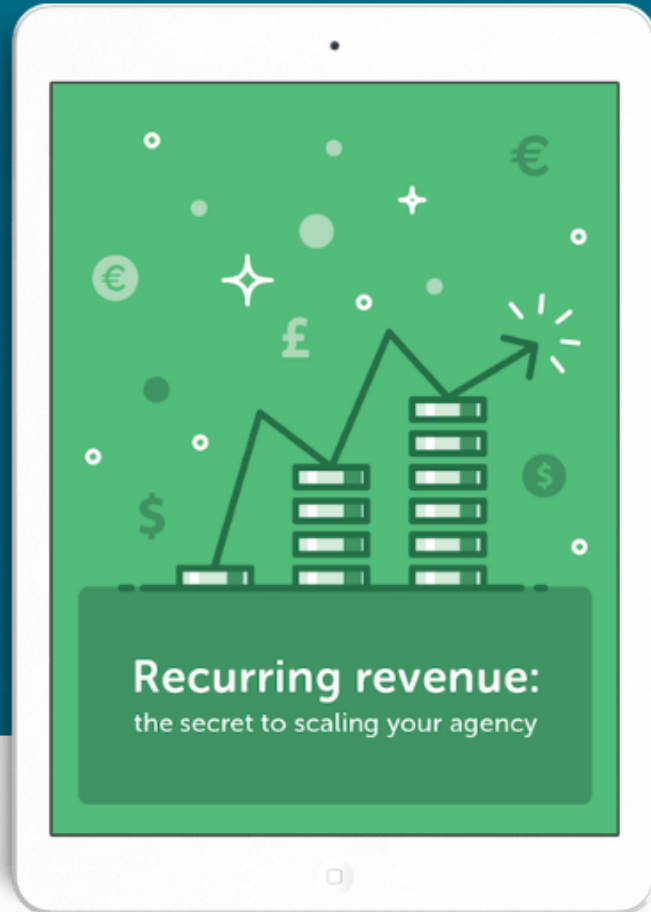 €
€
£
$
$
Recurring revenue:
the secret to scaling your agency